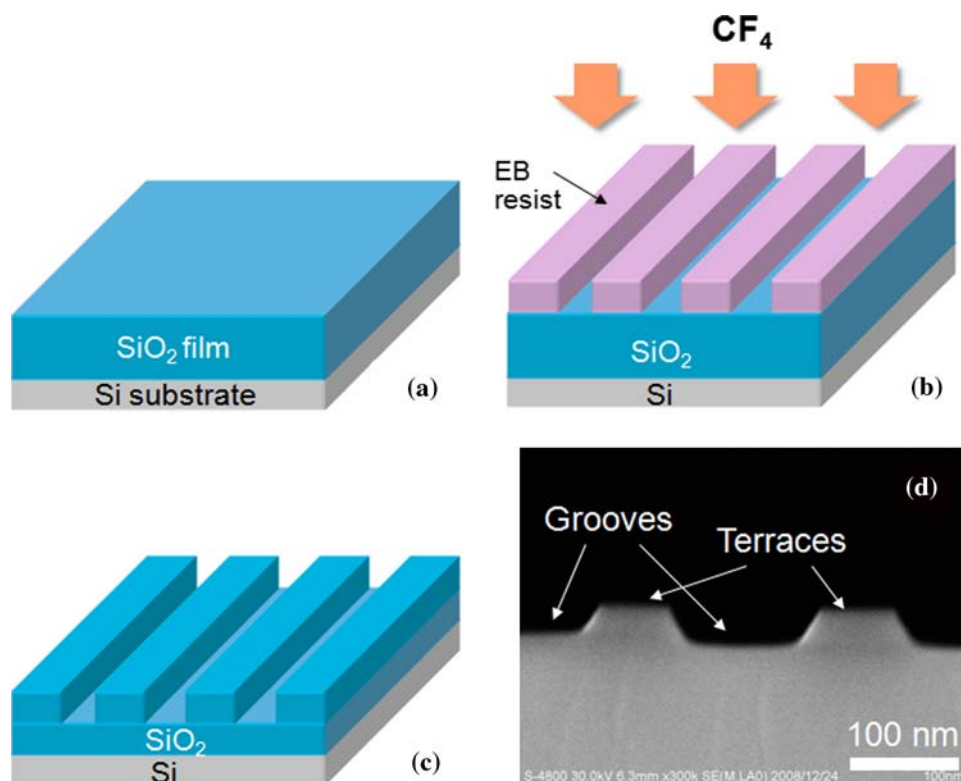 SiO₂ film
Si substrate
(a)
CF₄
EB
resist
SiO₂
Si
(b)
SiO₂
Si
(c)
(d)
Grooves
Terraces
100 nm
S-4800 30.0kV 6.3mm x300k SE(M,LA0) 2008/12/24 100nm